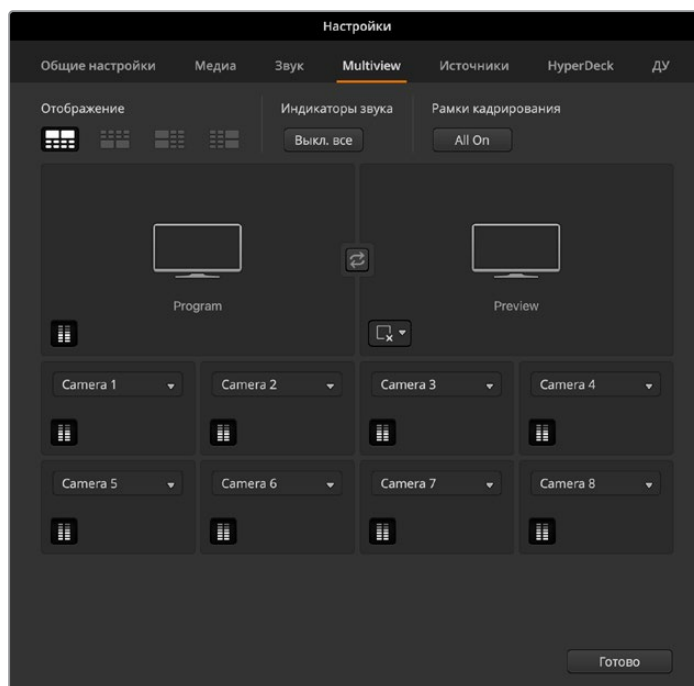 Настройки
Общие настройки Медиа Звук Multiview Источники HyperDeck ДУ
Отображение Индикаторы звука Рамки кадрирования
Выкл. все All On
Program Preview
Camera 1 Camera 2 Camera 3 Camera 4
Camera 5 Camera 6 Camera 7 Camera 8
Готово